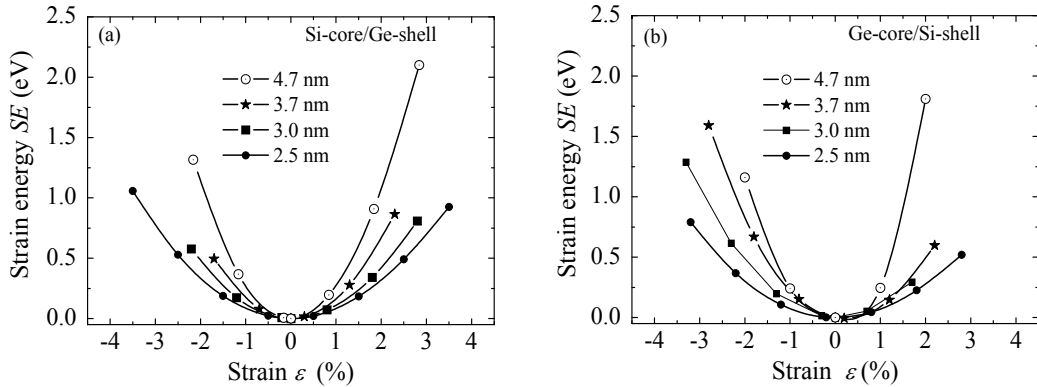 (a)
Si-core/Ge-shell
4.7 nm
3.7 nm
3.0 nm
2.5 nm
2.5
2.0
1.5
1.0
0.5
0.0
Strain energy SE (eV)
-4 -3 -2 -1 0 1 2 3 4
Strain ε (%)
(b)
Ge-core/Si-shell
4.7 nm
3.7 nm
3.0 nm
2.5 nm
2.5
2.0
1.5
1.0
0.5
0.0
Strain energy SE (eV)
-4 -3 -2 -1 0 1 2 3 4
Strain ε (%)